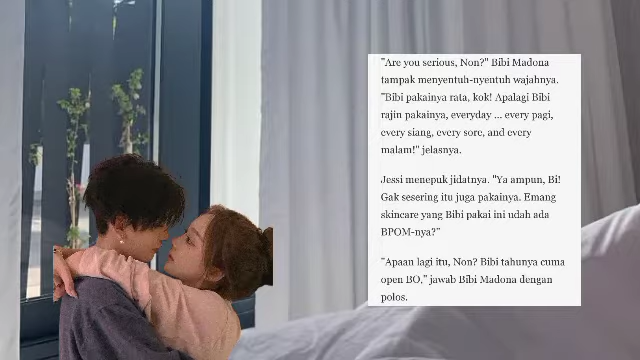 "Are you serious, Non?" Bibi Madona
tampak menyentuh-nyentuh wajahnya.
"Bibi pakainya rata, kok! Apalagi Bibi
rajin pakainya, everyday ... every pagi,
every siang, every sore, and every
malam!" jelasnya.
Jessi menepuk jidatnya. "Ya ampun, Bi!
Gak sesering itu juga pakainya. Emang
skincare yang Bibi pakai ini udah ada
BPOM-nya?"
"Apaan lagi itu, Non? Bibi tahunya cuma
open BO," jawab Bibi Madona dengan
polos.